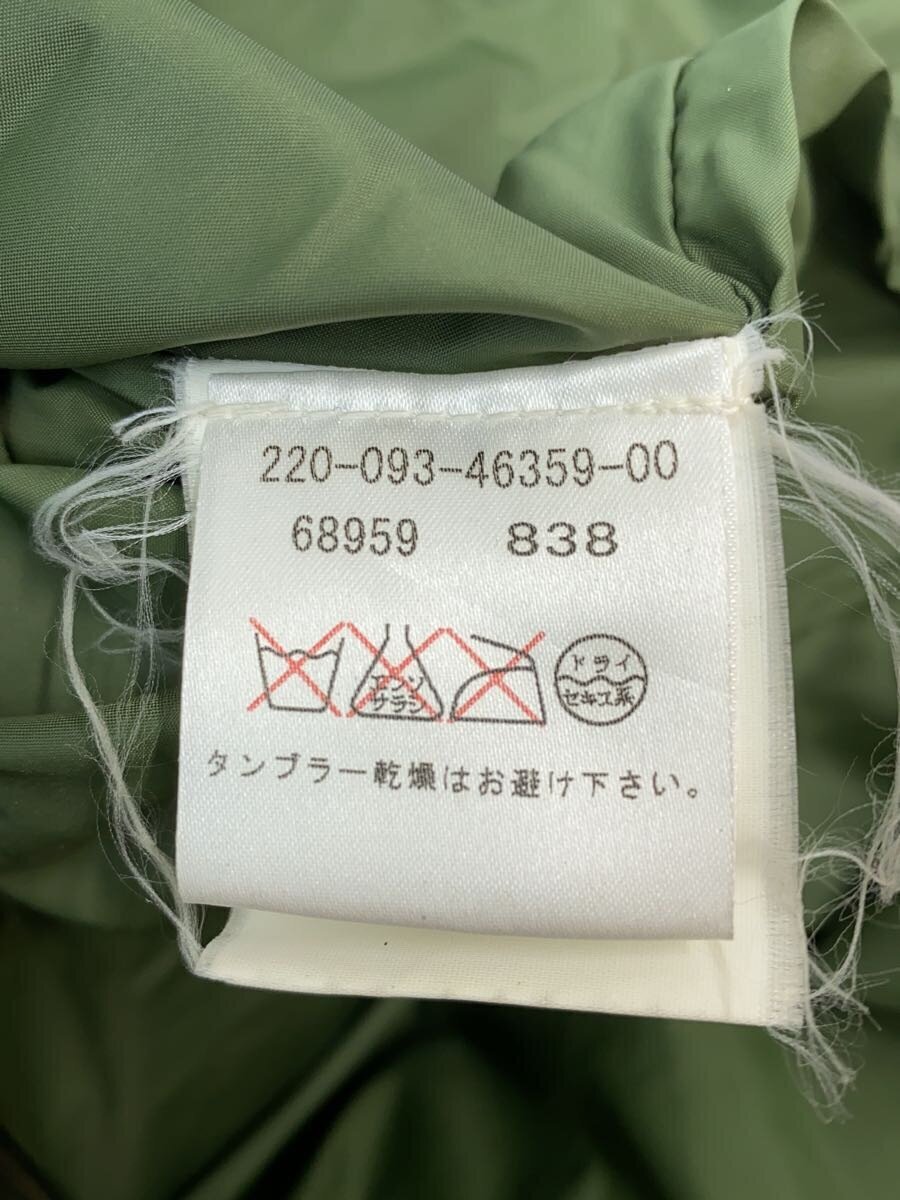 220-093-46359-00
68959 838
エンソ
サラシ
ドライ
セキユ系
タンブラー乾燥はお避け下さい。